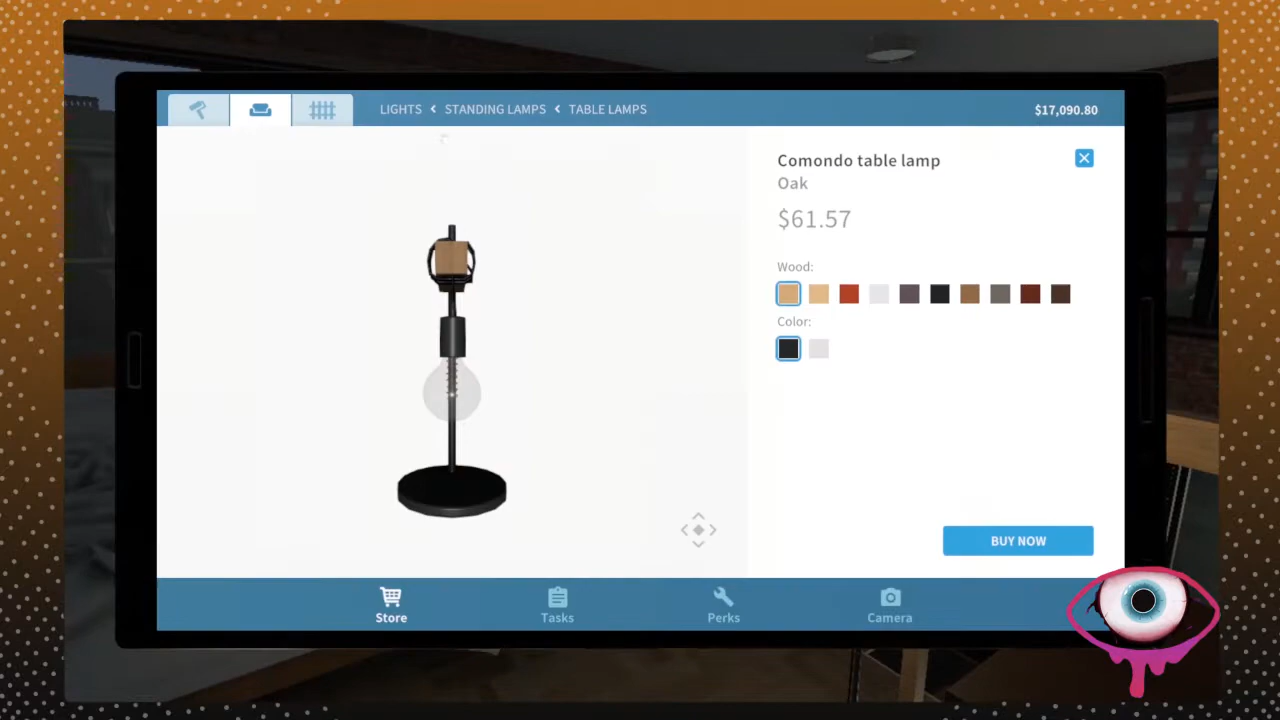 LIGHTS < STANDING LAMPS < TABLE LAMPS
$17,090.80
Comondo table lamp
Oak
$61.57
Wood:
Color:
BUY NOW
Store
Tasks
Perks
Camera